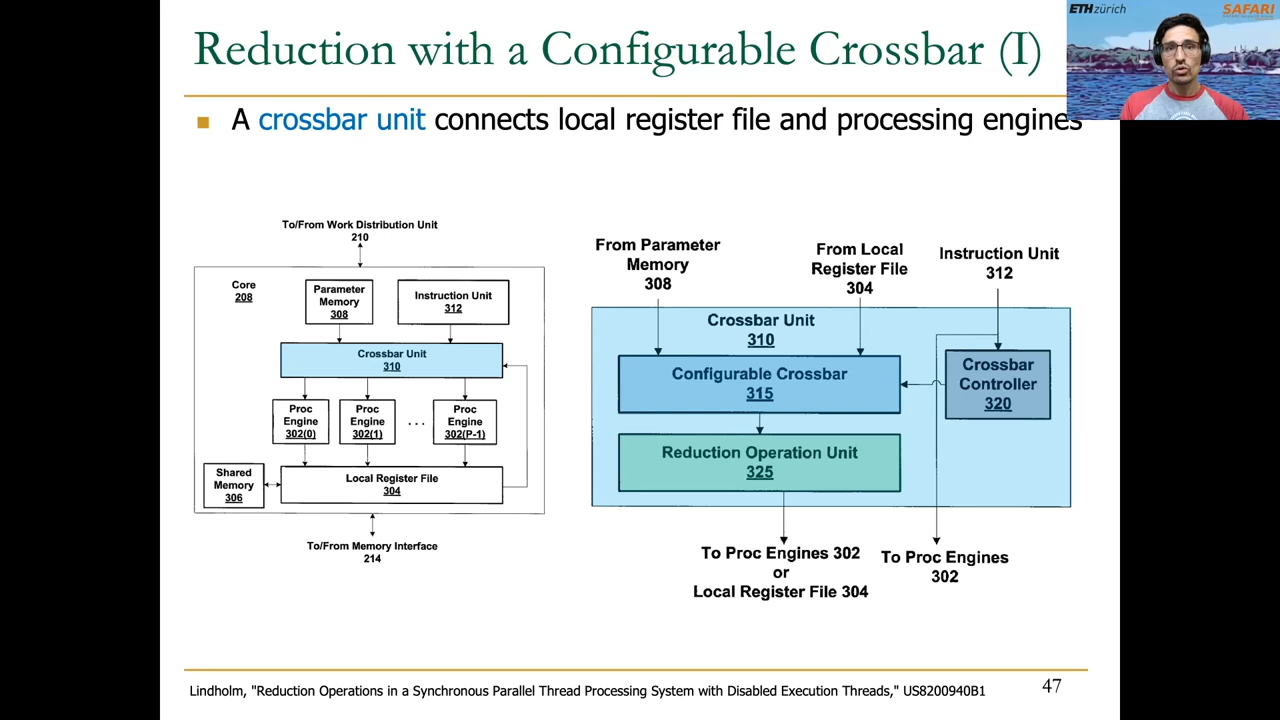 Reduction with a Configurable Crossbar (I)
ETH zürich
SAFARI
A crossbar unit connects local register file and processing engines
To/From Work Distribution Unit
210
Core
208
Parameter
Memory
308
Instruction Unit
312
Crossbar Unit
310
Proc
Engine
302(0)
Proc
Engine
302(1)
. . .
Proc
Engine
302(P-1)
Shared
Memory
306
Local Register File
304
To/From Memory Interface
214
From Parameter
Memory
308
From Local
Register File
304
Instruction Unit
312
Crossbar Unit
310
Configurable Crossbar
315
Crossbar
Controller
320
Reduction Operation Unit
325
To Proc Engines 302
or
Local Register File 304
To Proc Engines
302
Lindholm, "Reduction Operations in a Synchronous Parallel Thread Processing System with Disabled Execution Threads," US8200940B1
47